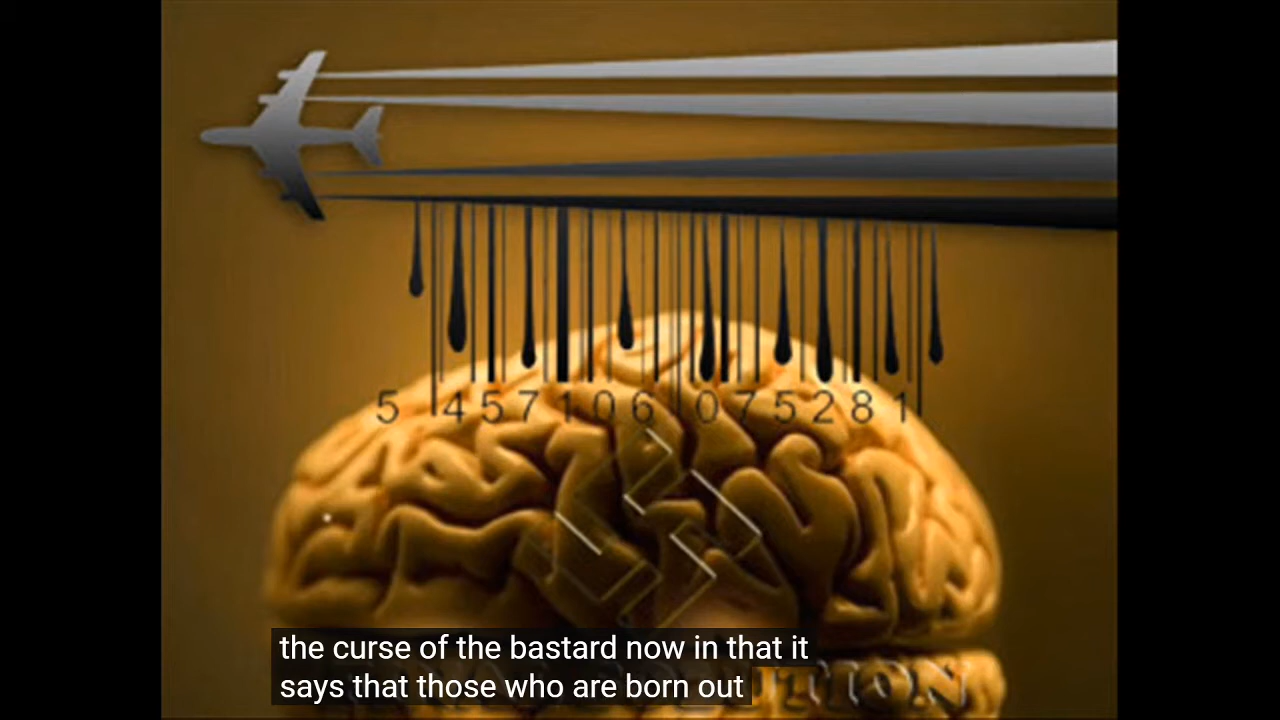 5 457106 075281
the curse of the bastard now in that it
says that those who are born out